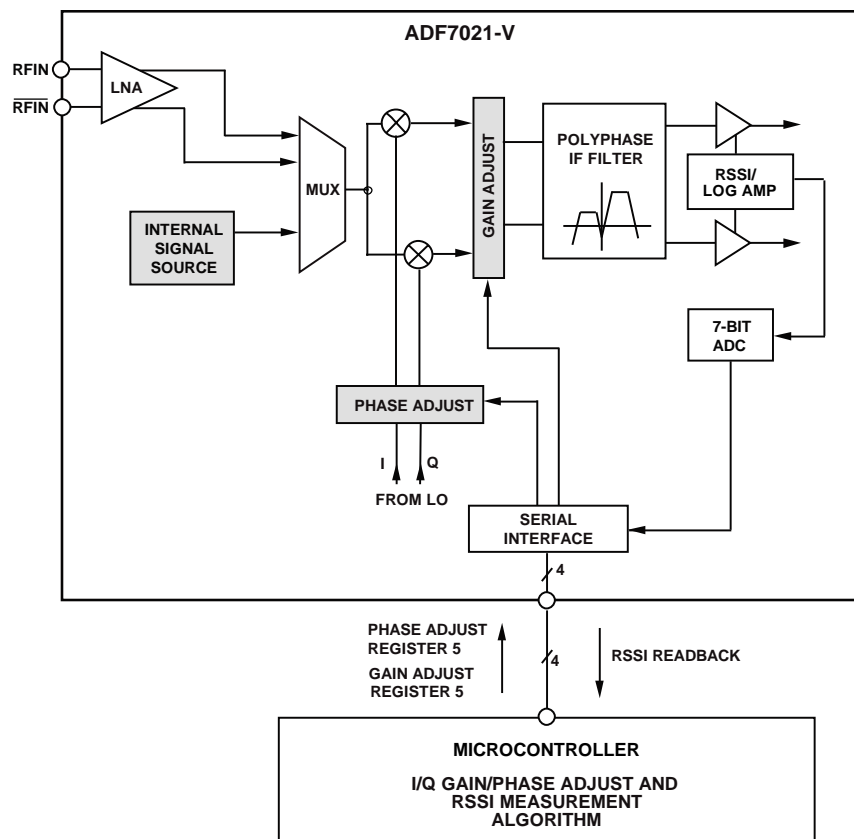 ADF7021-V
RFIN
RFIN
LNA
MUX
INTERNAL
SIGNAL
SOURCE
GAIN ADJUST
POLYPHASE
IF FILTER
RSSI/
LOG AMP
7-BIT
ADC
PHASE ADJUST
I
Q
FROM LO
SERIAL
INTERFACE
4
PHASE ADJUST
REGISTER 5
GAIN ADJUST
REGISTER 5
4
RSSI READBACK
MICROCONTROLLER
I/Q GAIN/PHASE ADJUST AND
RSSI MEASUREMENT
ALGORITHM